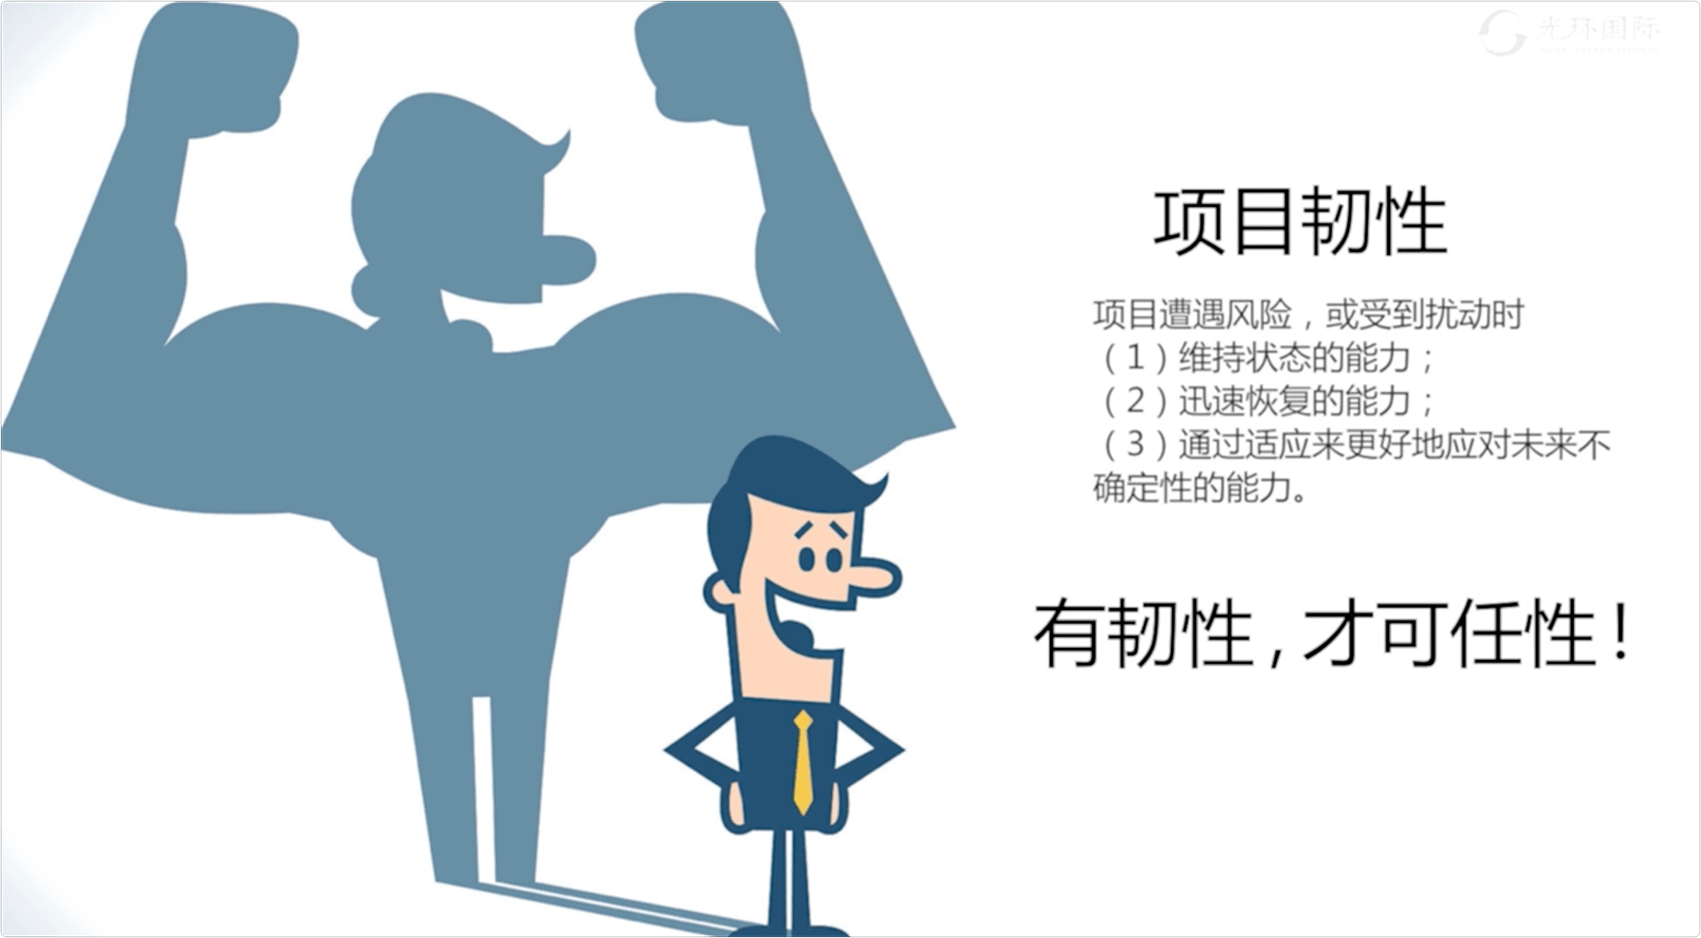 光环国际
项目韧性
项目遭遇风险，或受到扰动时
（1）维持状态的能力；
（2）迅速恢复的能力；
（3）通过适应来更好地应对未来不
确定性的能力。
有韧性，才可任性！